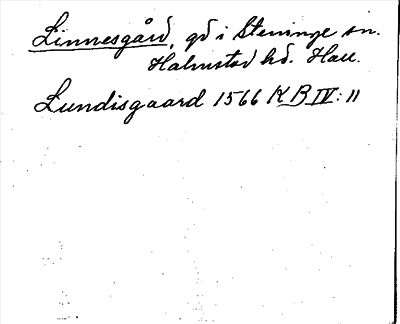 Linnesgård, gd i Steninge sn.
Halmstad hd. Hall.
Lundisgaard 1566 KB IV: 11